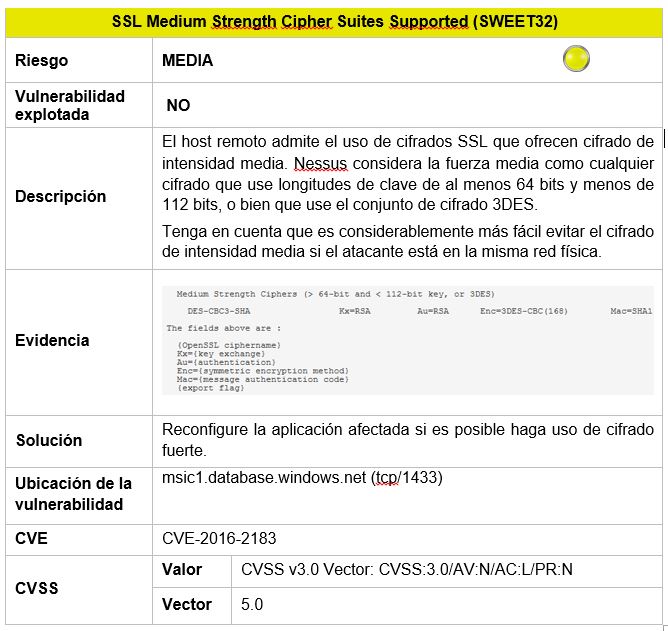 SSL Medium Strength Cipher Suites Supported (SWEET32)
Riesgo
MEDIA
Vulnerabilidad
explotada
NO
Descripción
El host remoto admite el uso de cifrados SSL que ofrecen cifrado de
intensidad media. Nessus considera la fuerza media como cualquier
cifrado que use longitudes de clave de al menos 64 bits y menos de
112 bits, o bien que use el conjunto de cifrado 3DES.
Tenga en cuenta que es considerablemente más fácil evitar el cifrado
de intensidad media si el atacante está en la misma red física.
Evidencia
Medium Strength Ciphers (> 64-bit and < 112-bit key, or 3DES)
DES-CBC3-SHA Kx=RSA Au=RSA Enc=3DES-CBC(168) Mac=SHA1
The fields above are :
{OpenSSL ciphername}
Kx={key exchange}
Au={authentication}
Enc={symmetric encryption method}
Mac={message authentication code}
{export flag}
Solución
Reconfigure la aplicación afectada si es posible haga uso de cifrado
fuerte.
Ubicación de la
vulnerabilidad
msic1.database.windows.net (tcp/1433)
CVE
CVE-2016-2183
CVSS
Valor
CVSS v3.0 Vector: CVSS:3.0/AV:N/AC:L/PR:N
Vector
5.0